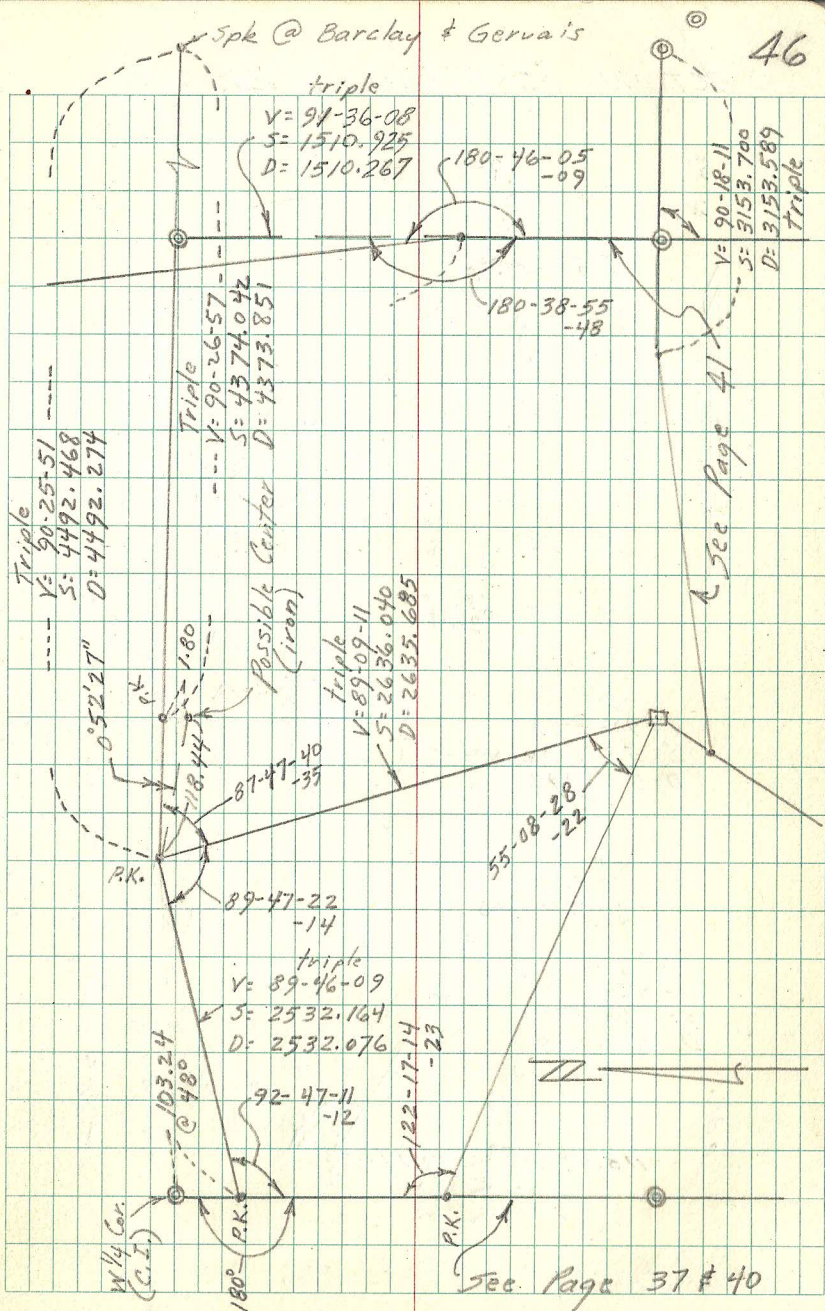 Spk @ Barclay & Gervais
46
triple
V= 91-36-08
S= 1510.925
D= 1510.267
180-46-05
-09
V= 90-18-11
S= 3153.700
D= 3153.589
Triple
180-38-55
-48
Triple
V= 90-26-57
S= 4374.042
D= 4373.851
See Page 41
Triple
V= 90-25-51
S= 4492.468
D= 4492.274
Possible Center
(iron)
p.k.
1.80
0°52'27"
118.44
triple
V= 89-09-11
S= 2636.040
D= 2635.685
87-47-40
-35
55-08-28
-22
P.K.
89-47-22
-14
triple
V= 89-46-09
S= 2532.164
D= 2532.076
103.24
@ 48°
92-47-11
-12
122-17-14
-23
N
W 1/4 Cor.
(C.I.)
180°
P.K.
P.K.
See Page 37 & 40